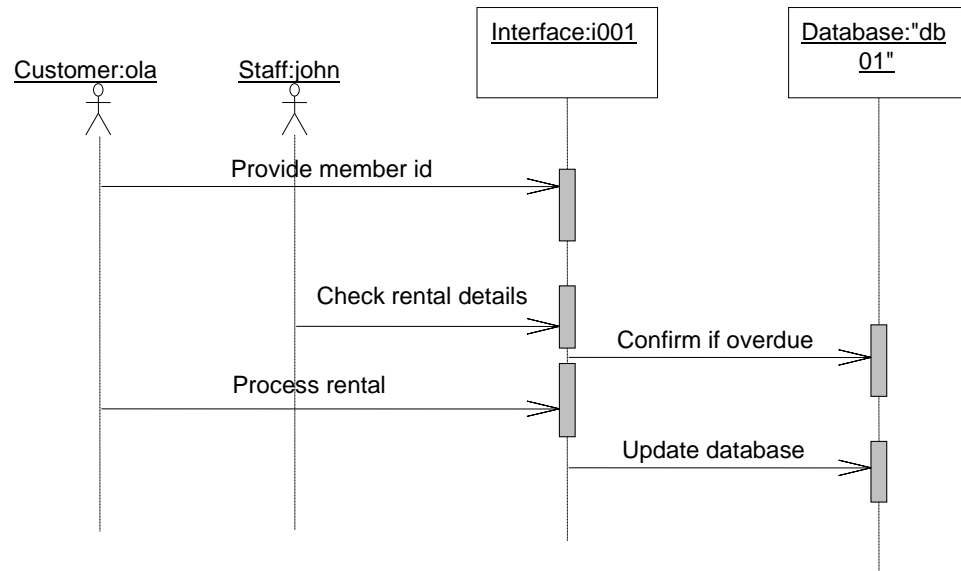 Customer:ola
Staff:john
Interface:i001
Database:"db
01"
Provide member id
Check rental details
Confirm if overdue
Process rental
Update database